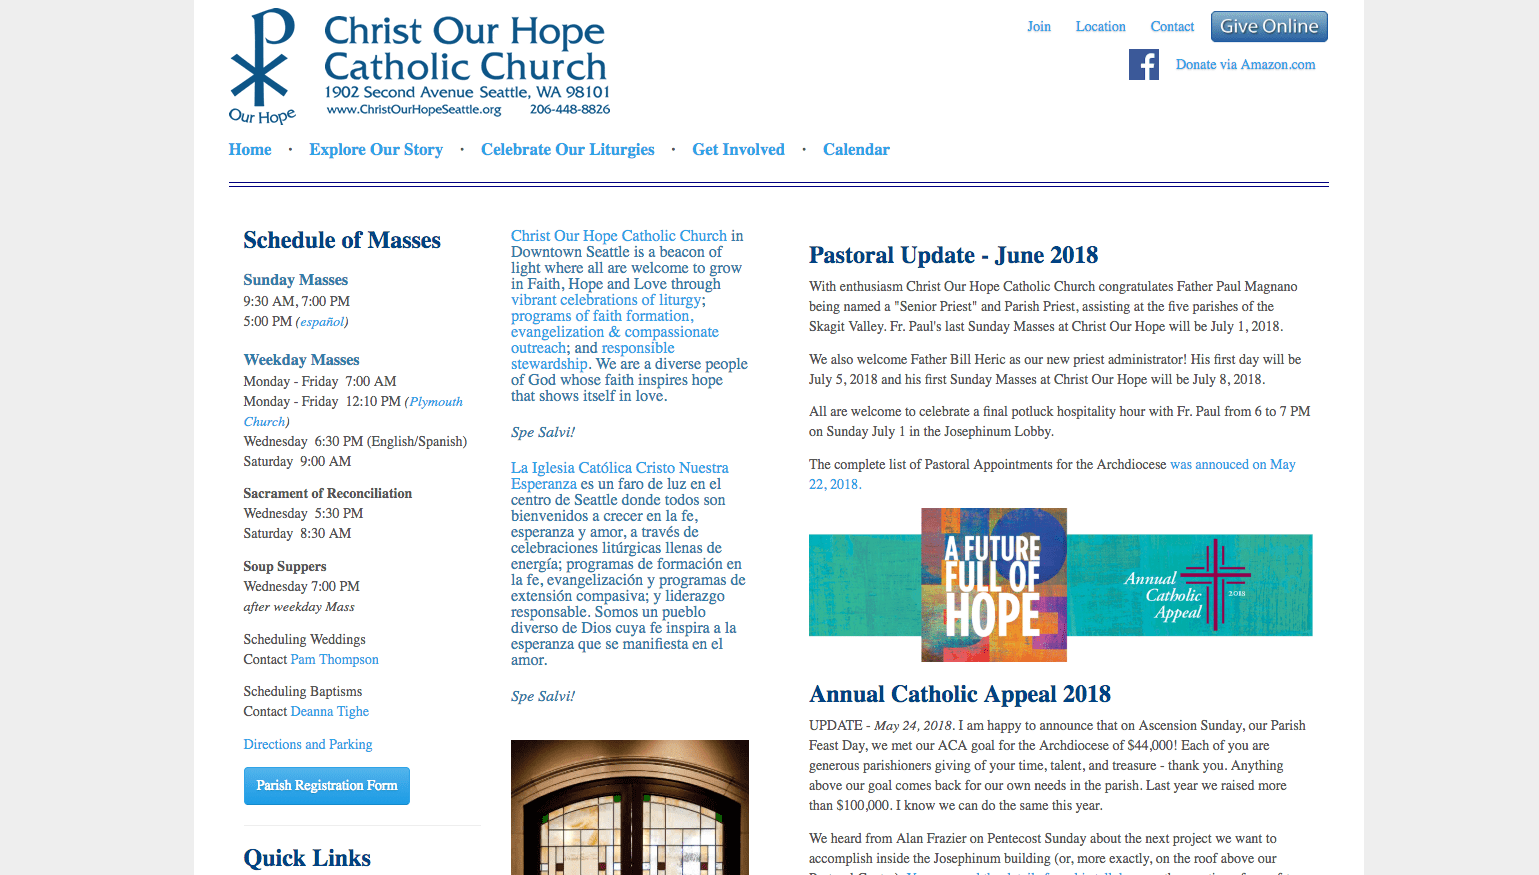 Our Hope
Christ Our Hope
Catholic Church
1902 Second Avenue Seattle, WA 98101
www.ChristOurHopeSeattle.org 206-448-8826
Join Location Contact Give Online
f Donate via Amazon.com
Home · Explore Our Story · Celebrate Our Liturgies · Get Involved · Calendar
Schedule of Masses
Sunday Masses
9:30 AM, 7:00 PM
5:00 PM (español)
Weekday Masses
Monday - Friday 7:00 AM
Monday - Friday 12:10 PM (Plymouth
Church)
Wednesday 6:30 PM (English/Spanish)
Saturday 9:00 AM
Sacrament of Reconciliation
Wednesday 5:30 PM
Saturday 8:30 AM
Soup Suppers
Wednesday 7:00 PM
after weekday Mass
Scheduling Weddings
Contact Pam Thompson
Scheduling Baptisms
Contact Deanna Tighe
Directions and Parking
Parish Registration Form
Quick Links
Christ Our Hope Catholic Church in
Downtown Seattle is a beacon of
light where all are welcome to grow
in Faith, Hope and Love through
vibrant celebrations of liturgy;
programs of faith formation,
evangelization & compassionate
outreach; and responsible
stewardship. We are a diverse people
of God whose faith inspires hope
that shows itself in love.
Spe Salvi!
La Iglesia Católica Cristo Nuestra
Esperanza es un faro de luz en el
centro de Seattle donde todos son
bienvenidos a crecer en la fe,
esperanza y amor, a través de
celebraciones litúrgicas llenas de
energía; programas de formación en
la fe, evangelización y programas de
extensión compasiva; y liderazgo
responsable. Somos un pueblo
diverso de Dios cuya fe inspira a la
esperanza que se manifiesta en el
amor.
Spe Salvi!
Pastoral Update - June 2018
With enthusiasm Christ Our Hope Catholic Church congratulates Father Paul Magnano
being named a "Senior Priest" and Parish Priest, assisting at the five parishes of the
Skagit Valley. Fr. Paul's last Sunday Masses at Christ Our Hope will be July 1, 2018.
We also welcome Father Bill Heric as our new priest administrator! His first day will be
July 5, 2018 and his first Sunday Masses at Christ Our Hope will be July 8, 2018.
All are welcome to celebrate a final potluck hospitality hour with Fr. Paul from 6 to 7 PM
on Sunday July 1 in the Josephinum Lobby.
The complete list of Pastoral Appointments for the Archdiocese was annouced on May
22, 2018.
A FUTURE
FULL OF
HOPE
Annual
Catholic
Appeal
2018
Annual Catholic Appeal 2018
UPDATE - May 24, 2018. I am happy to announce that on Ascension Sunday, our Parish
Feast Day, we met our ACA goal for the Archdiocese of $44,000! Each of you are
generous parishioners giving of your time, talent, and treasure - thank you. Anything
above our goal comes back for our own needs in the parish. Last year we raised more
than $100,000. I know we can do the same this year.
We heard from Alan Frazier on Pentecost Sunday about the next project we want to
accomplish inside the Josephinum building (or, more exactly, on the roof above our